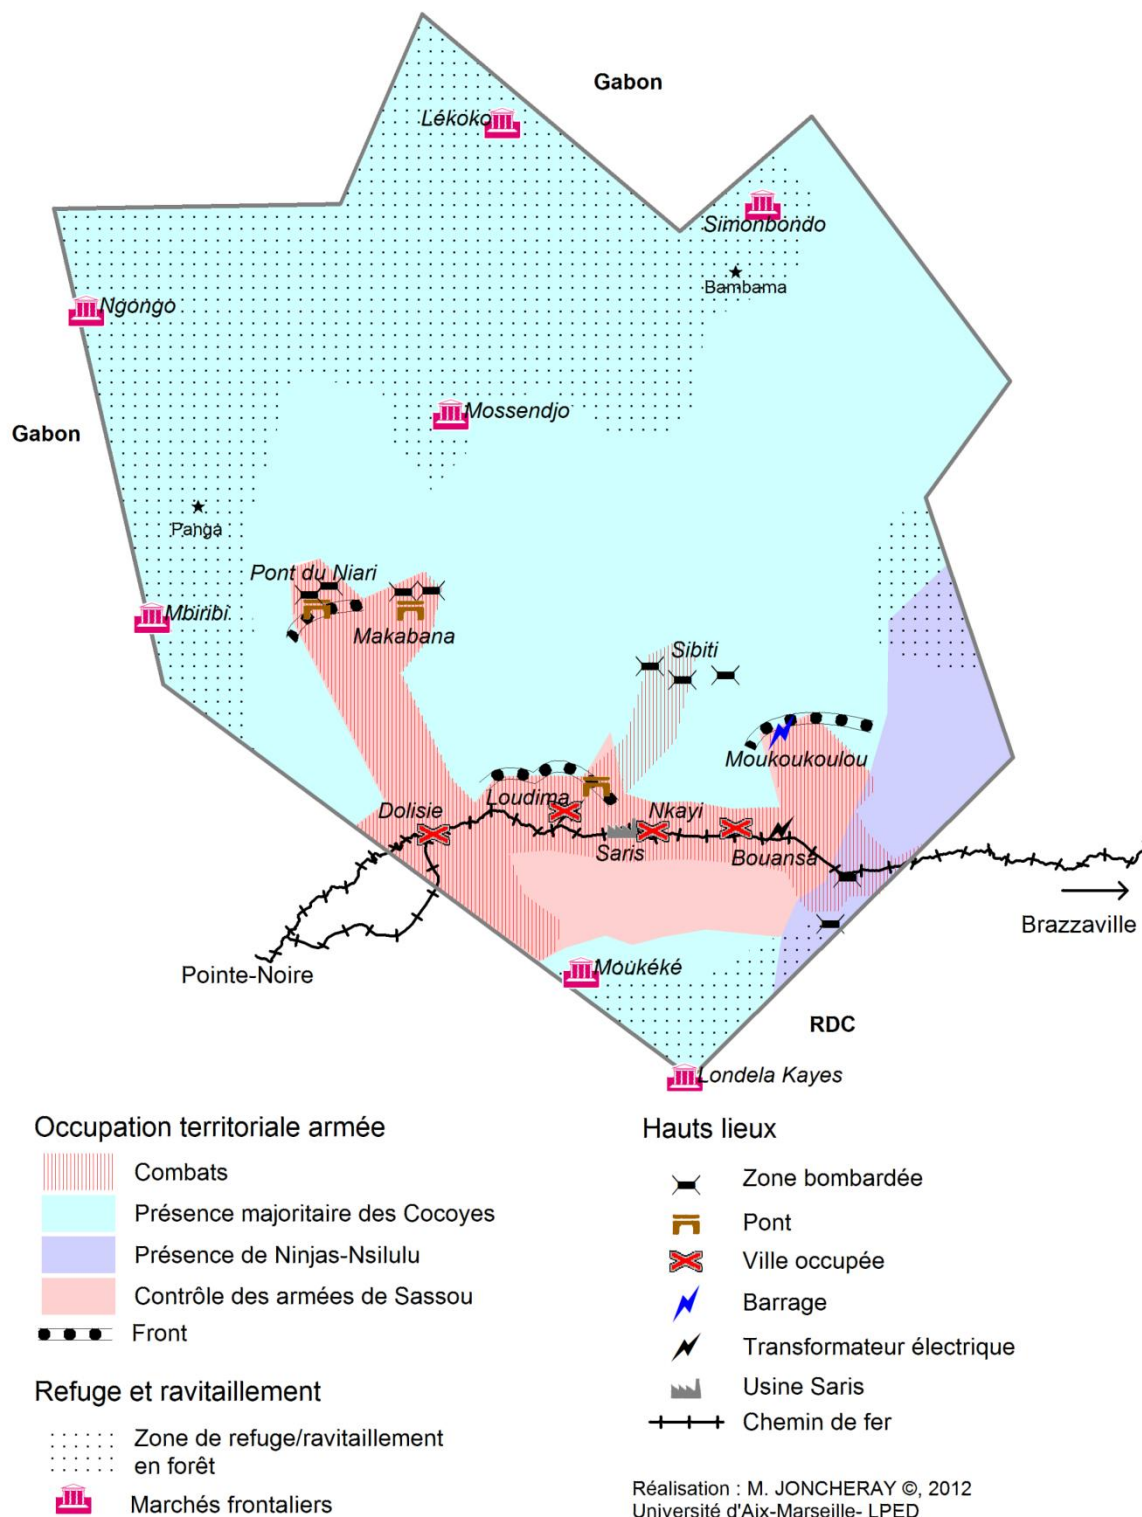 Gabon
Lékoko
Simonbondo
Bambama
Ngongo
Mossendjo
Gabon
Panga
Pont du Niari
Mbiribi
Makabana
Sibiti
Moukoukoulou
Loudima
Nkayi
Dolisie
Saris
Bouansa
Brazzaville
Pointe-Noire
Moukéké
RDC
Londela Kayes
Occupation territoriale armée
Combats
Présence majoritaire des Cocoyes
Présence de Ninjas-Nsilulu
Contrôle des armées de Sassou
Front
Refuge et ravitaillement
Zone de refuge/ravitaillement
en forêt
Marchés frontaliers
Hauts lieux
Zone bombardée
Pont
Ville occupée
Barrage
Transformateur électrique
Usine Saris
Chemin de fer
Réalisation : M. JONCHERAY ©, 2012
Université d'Aix-Marseille- LPED